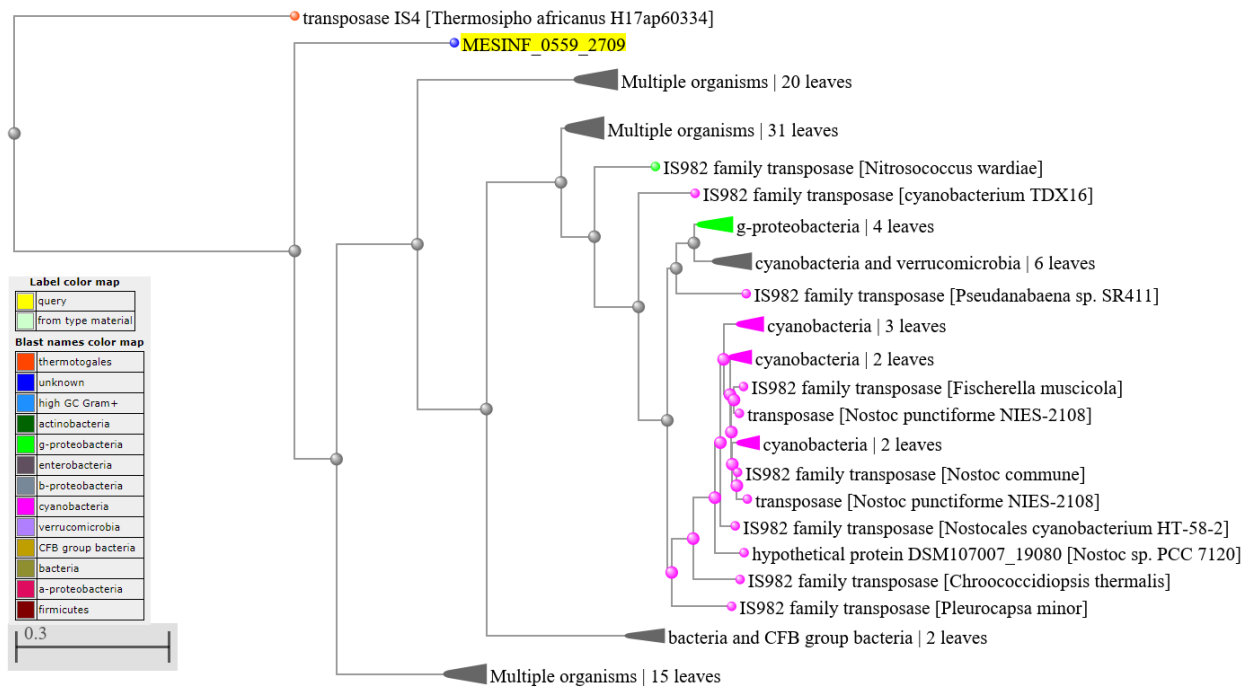 transposase IS4 [Thermosipho africanus H17ap60334]
MESINF_0559_2709
Multiple organisms | 20 leaves
Multiple organisms | 31 leaves
IS982 family transposase [Nitrosococcus wardiae]
IS982 family transposase [cyanobacterium TDX16]
g-proteobacteria | 4 leaves
cyanobacteria and verrucomicrobia | 6 leaves
IS982 family transposase [Pseudanabaena sp. SR411]
cyanobacteria | 3 leaves
cyanobacteria | 2 leaves
IS982 family transposase [Fischerella muscicola]
transposase [Nostoc punctiforme NIES-2108]
cyanobacteria | 2 leaves
IS982 family transposase [Nostoc commune]
transposase [Nostoc punctiforme NIES-2108]
IS982 family transposase [Nostocales cyanobacterium HT-58-2]
hypothetical protein DSM107007_19080 [Nostoc sp. PCC 7120]
IS982 family transposase [Chroococcidiopsis thermalis]
IS982 family transposase [Pleurocapsa minor]
bacteria and CFB group bacteria | 2 leaves
Multiple organisms | 15 leaves
Label color map
query
from type material
Blast names color map
thermotogales
unknown
high GC Gram+
actinobacteria
g-proteobacteria
enterobacteria
b-proteobacteria
cyanobacteria
verrucomicrobia
CFB group bacteria
bacteria
a-proteobacteria
firmicutes
0.3